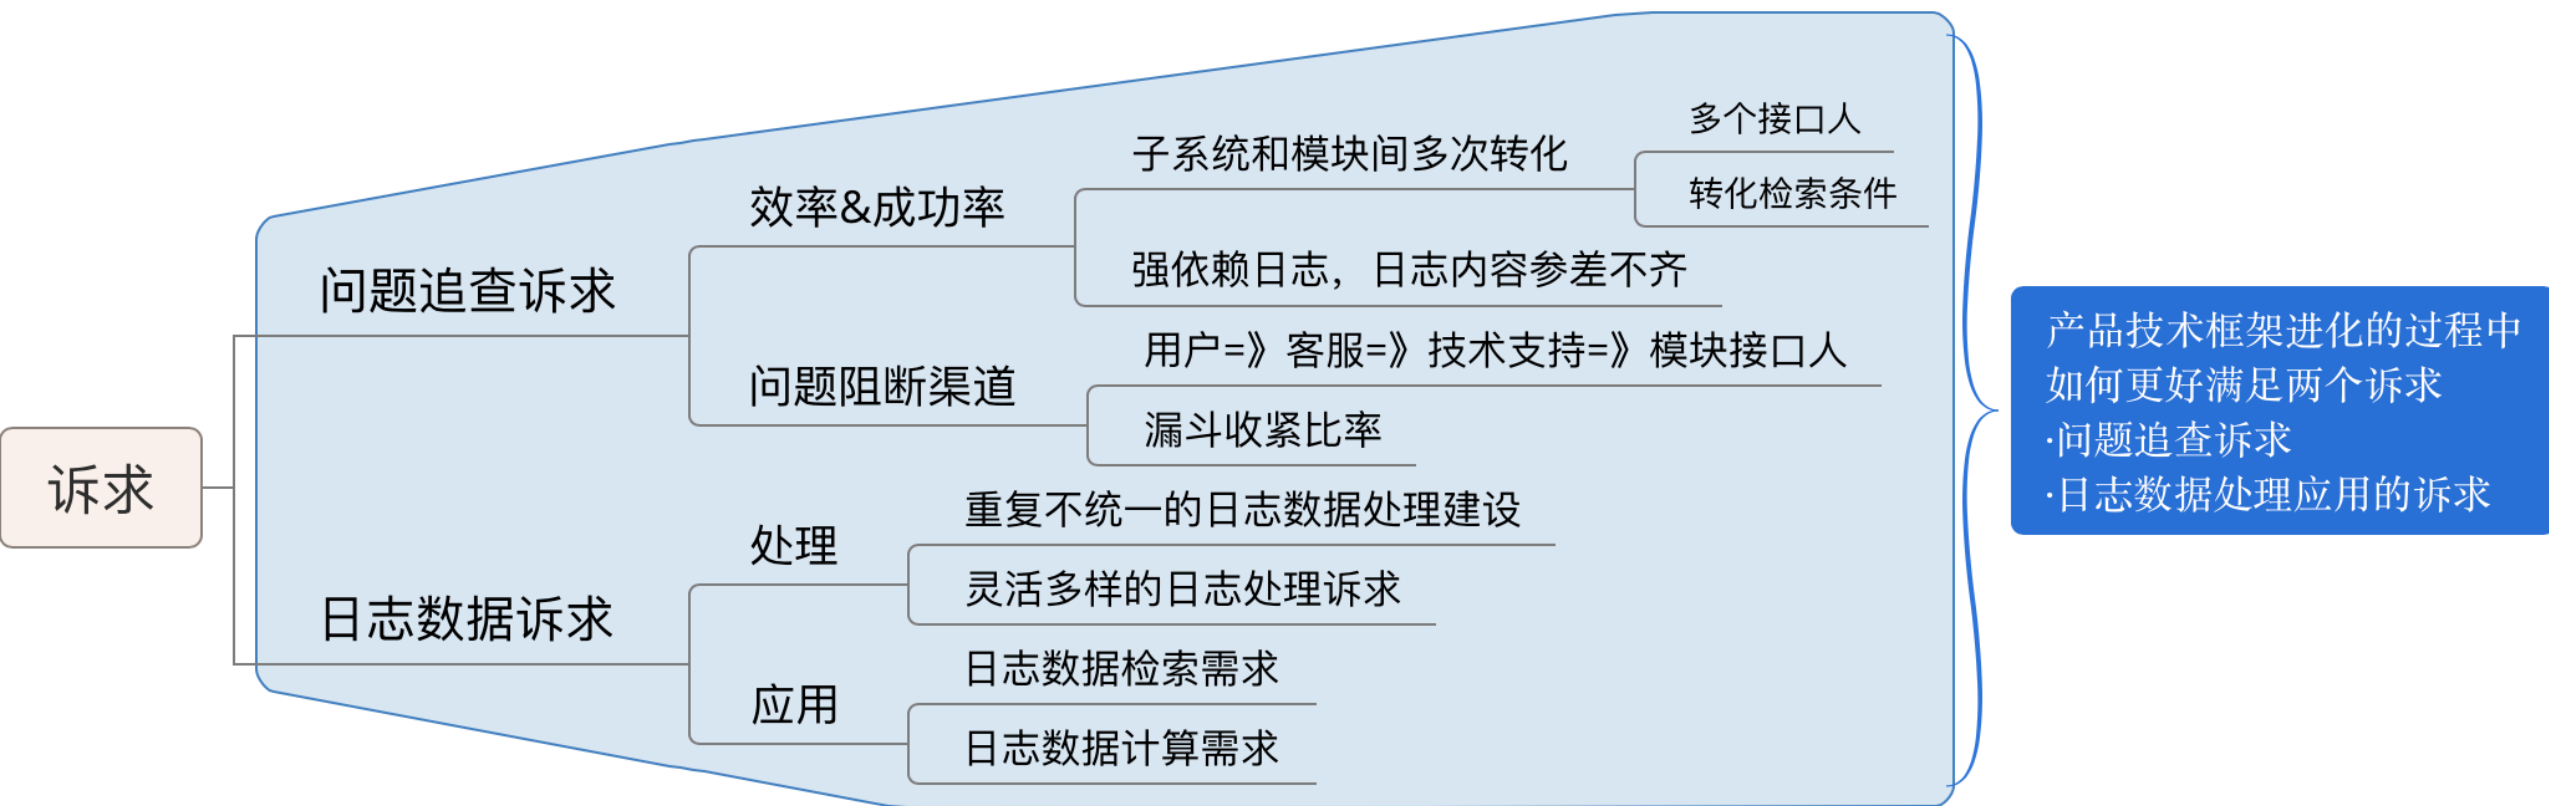 诉求
问题追查诉求
效率&成功率
子系统和模块间多次转化
多个接口人
转化检索条件
强依赖日志，日志内容参差不齐
问题阻断渠道
用户=》客服=》技术支持=》模块接口人
漏斗收紧比率
日志数据诉求
处理
重复不统一的日志数据处理建设
灵活多样的日志处理诉求
应用
日志数据检索需求
日志数据计算需求
产品技术框架进化的过程中
如何更好满足两个诉求
·问题追查诉求
·日志数据处理应用的诉求